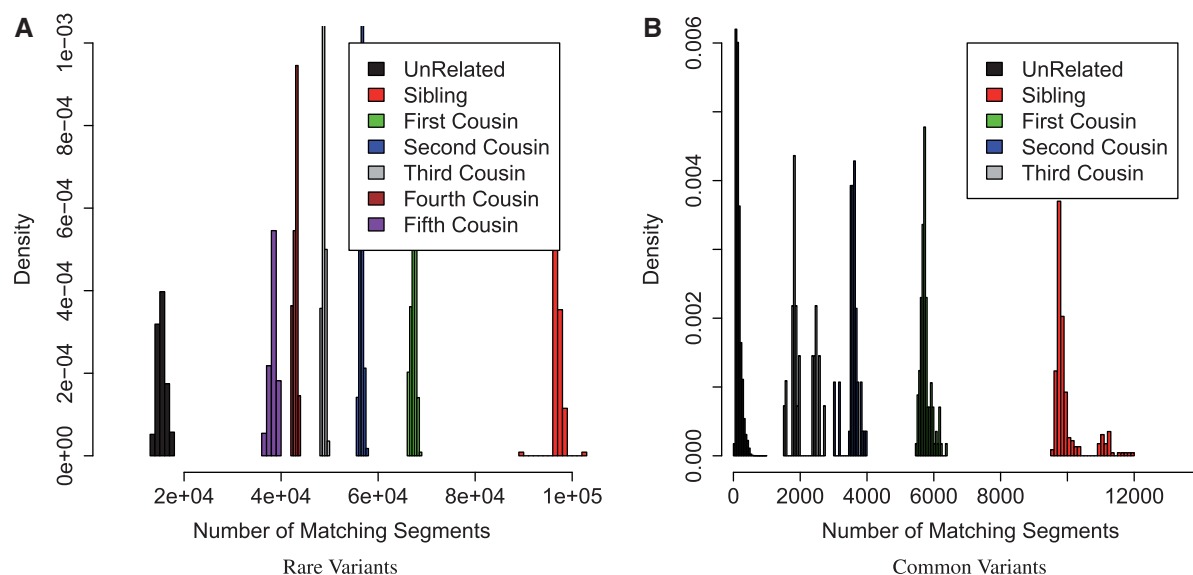 A
Density
0e+00 2e-04 4e-04 6e-04 8e-04 1e-03
UnRelated
Sibling
First Cousin
Second Cousin
Third Cousin
Fourth Cousin
Fifth Cousin
2e+04 4e+04 6e+04 8e+04 1e+05
Number of Matching Segments
Rare Variants
B
Density
0.000 0.002 0.004 0.006
UnRelated
Sibling
First Cousin
Second Cousin
Third Cousin
0 2000 4000 6000 8000 12000
Number of Matching Segments
Common Variants